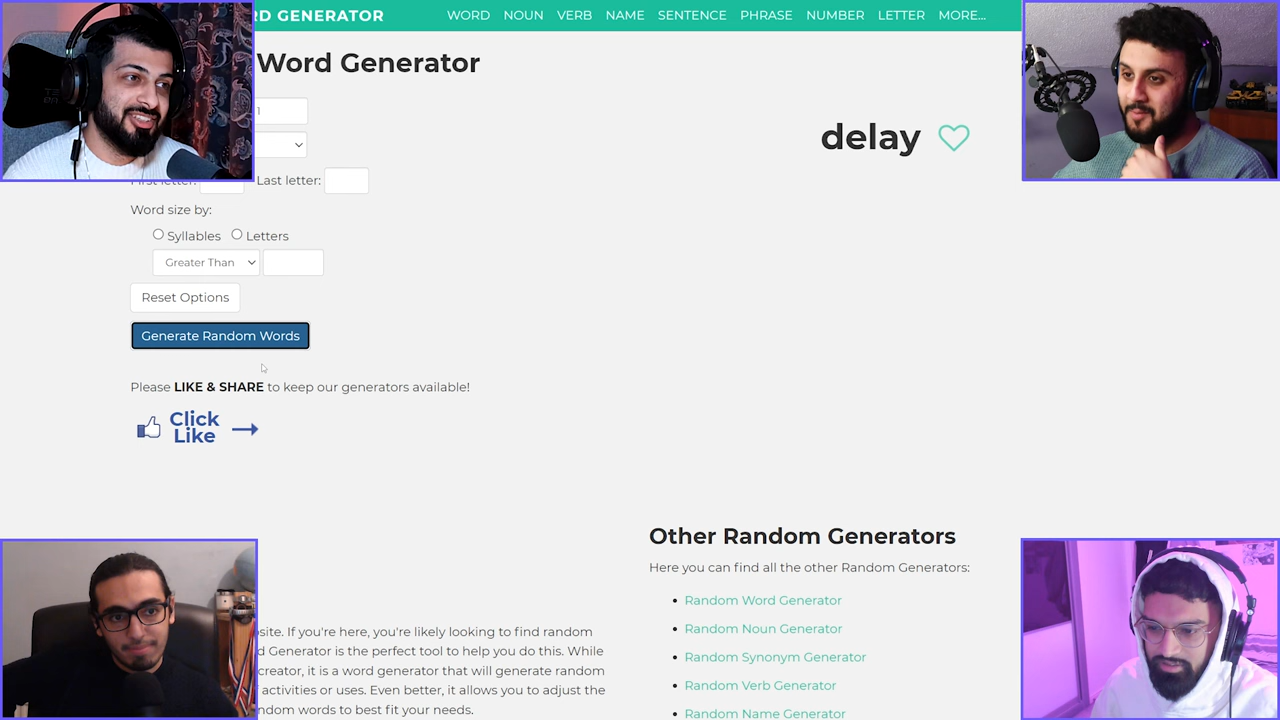 RD GENERATOR
WORD NOUN VERB NAME SENTENCE PHRASE NUMBER LETTER MORE...
Word Generator
1
delay
First letter: Last letter:
Word size by:
Syllables Letters
Greater Than
Reset Options
Generate Random Words
Please LIKE & SHARE to keep our generators available!
Click
Like
Other Random Generators
Here you can find all the other Random Generators:
Random Word Generator
Random Noun Generator
Random Synonym Generator
Random Verb Generator
Random Name Generator
site. If you're here, you're likely looking to find random
d Generator is the perfect tool to help you do this. While
creator, it is a word generator that will generate random
activities or uses. Even better, it allows you to adjust the
ndom words to best fit your needs.